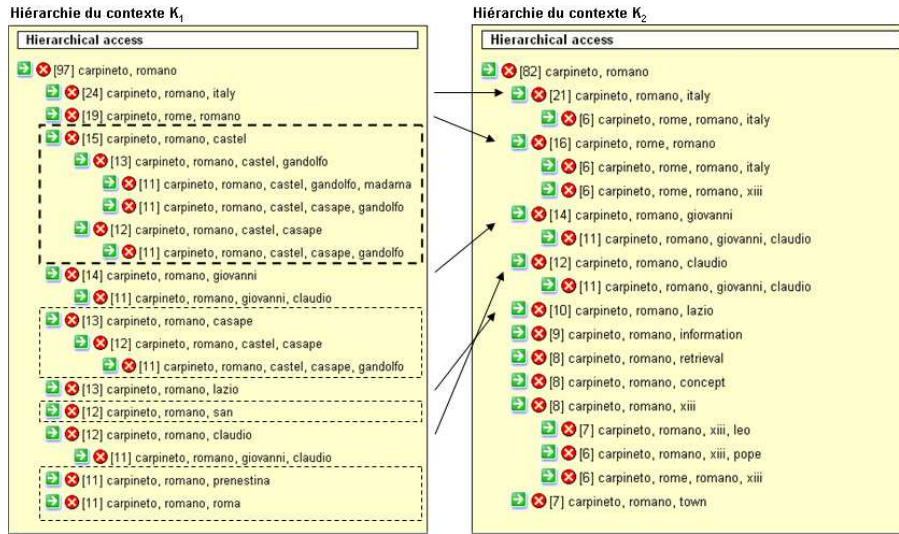 Hiérarchie du contexte K1
Hierarchical access
[97] carpineto, romano
[24] carpineto, romano, italy
[19] carpineto, rome, romano
[15] carpineto, romano, castel
[13] carpineto, romano, castel, gandolfo
[11] carpineto, romano, castel, gandolfo, madama
[11] carpineto, romano, castel, casape, gandolfo
[12] carpineto, romano, castel, casape
[11] carpineto, romano, castel, casape, gandolfo
[14] carpineto, romano, giovanni
[11] carpineto, romano, giovanni, claudio
[13] carpineto, romano, casape
[12] carpineto, romano, castel, casape
[11] carpineto, romano, castel, casape, gandolfo
[13] carpineto, romano, lazio
[12] carpineto, romano, san
[12] carpineto, romano, claudio
[11] carpineto, romano, giovanni, claudio
[11] carpineto, romano, prenestina
[11] carpineto, romano, roma
Hiérarchie du contexte K2
Hierarchical access
[82] carpineto, romano
[21] carpineto, romano, italy
[6] carpineto, rome, romano, italy
[16] carpineto, rome, romano
[6] carpineto, rome, romano, italy
[6] carpineto, rome, romano, xiii
[14] carpineto, romano, giovanni
[11] carpineto, romano, giovanni, claudio
[12] carpineto, romano, claudio
[11] carpineto, romano, giovanni, claudio
[10] carpineto, romano, lazio
[9] carpineto, romano, information
[8] carpineto, romano, retrieval
[8] carpineto, romano, concept
[8] carpineto, romano, xiii
[7] carpineto, romano, xiii, leo
[6] carpineto, romano, xiii, pope
[6] carpineto, rome, romano, xiii
[7] carpineto, romano, town